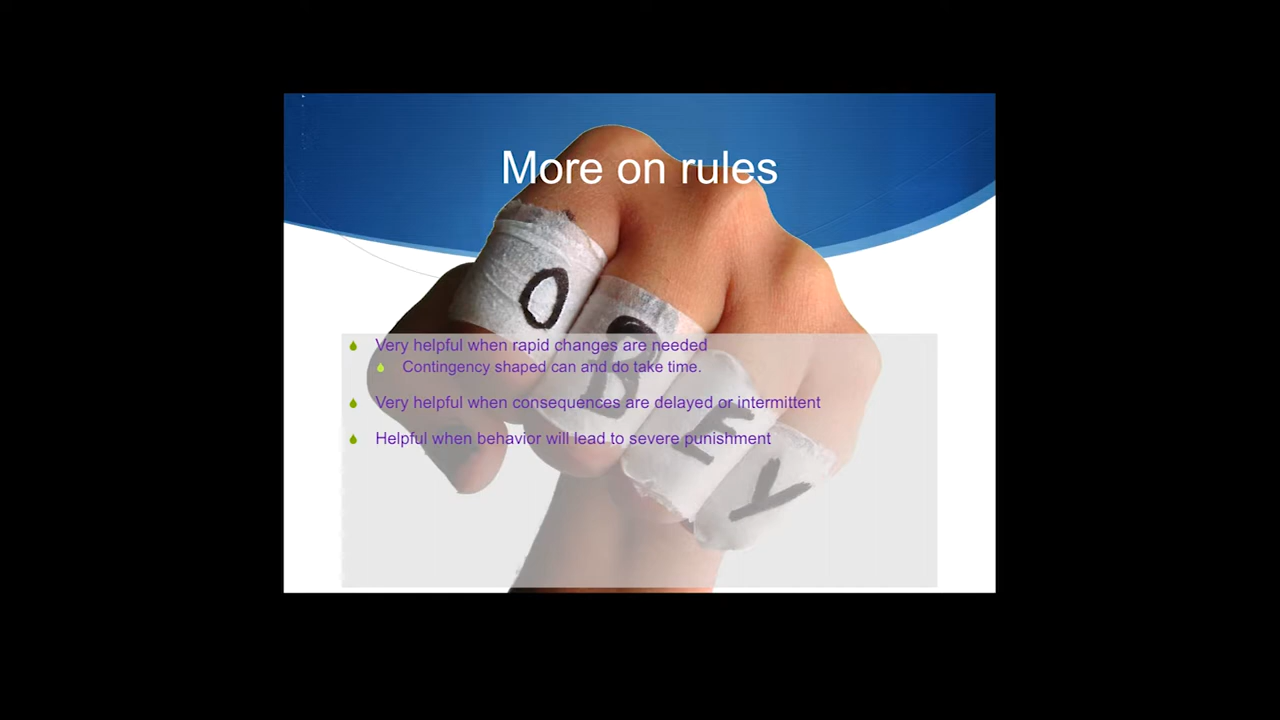 More on rules
O
B
E
Y
Very helpful when rapid changes are needed
Contingency shaped can and do take time.
Very helpful when consequences are delayed or intermittent
Helpful when behavior will lead to severe punishment